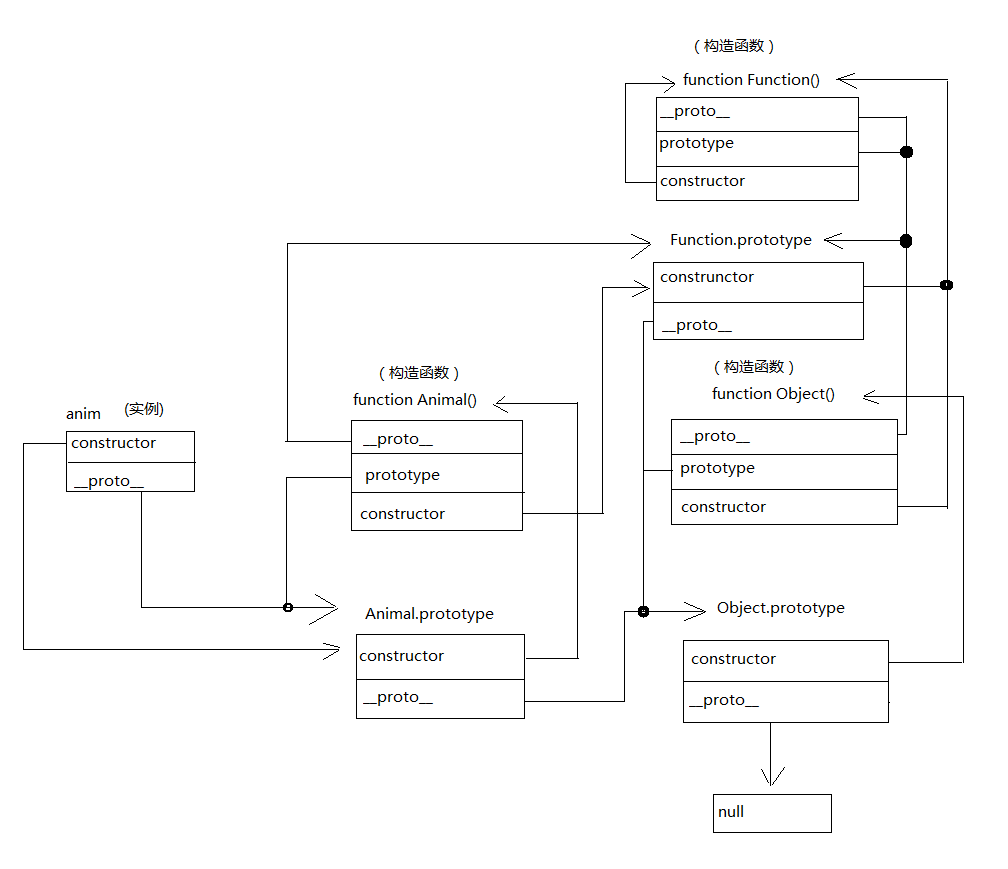 （构造函数）
function Function()
__proto__
prototype
constructor
Function.prototype
construnctor
__proto__
（构造函数）
function Object()
__proto__
prototype
constructor
（构造函数）
function Animal()
__proto__
prototype
constructor
anim (实例)
constructor
__proto__
Animal.prototype
constructor
__proto__
Object.prototype
constructor
__proto__
null